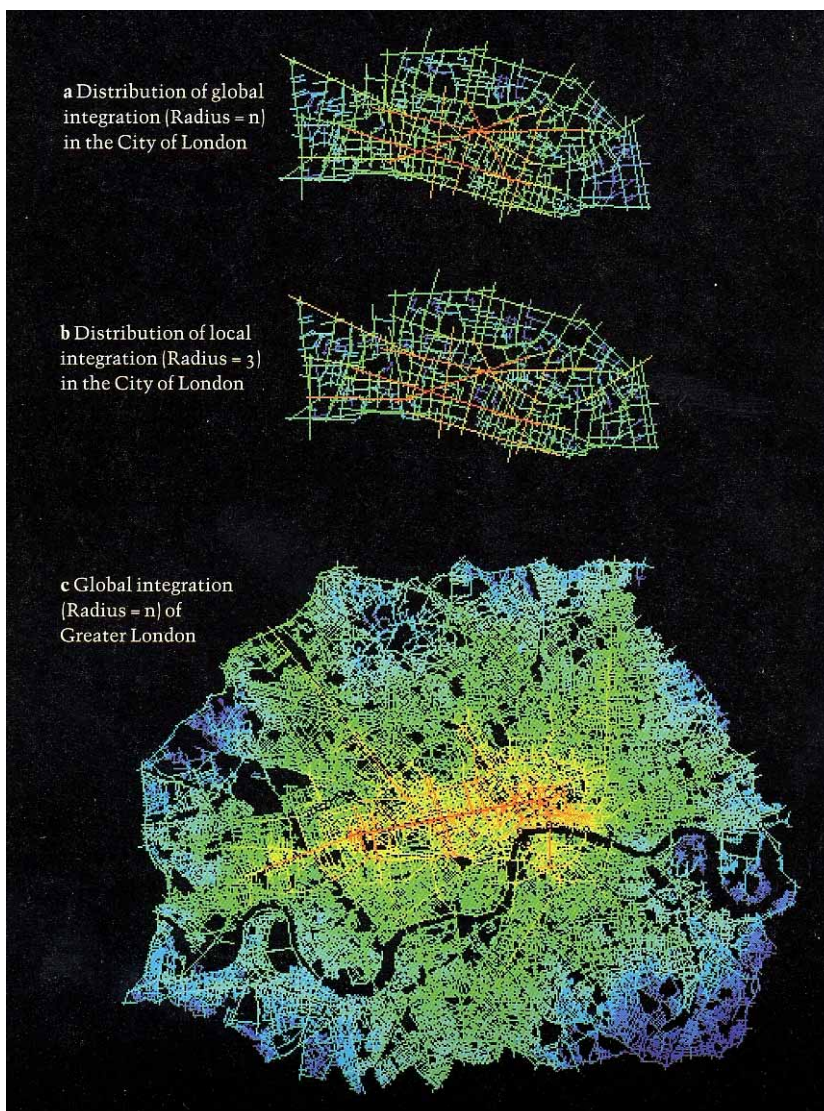 a Distribution of global
integration (Radius = n)
in the City of London
b Distribution of local
integration (Radius = 3)
in the City of London
c Global integration
(Radius = n) of
Greater London